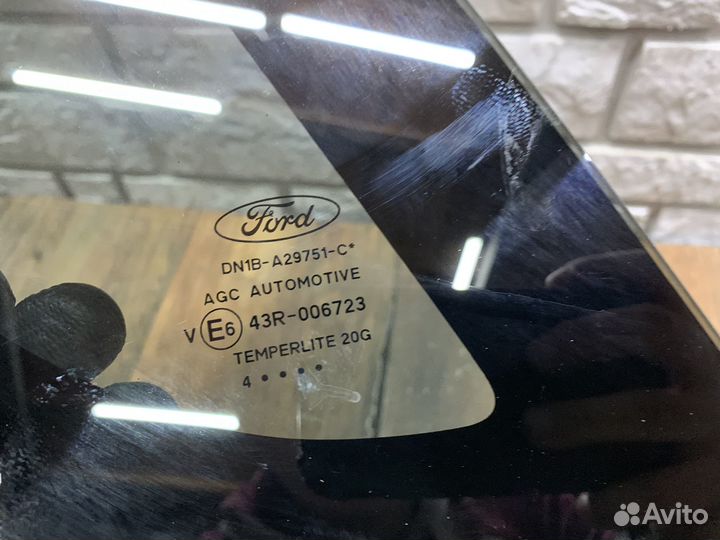 Ford
DN1B-A29751-C*
AGC AUTOMOTIVE
V E6 43R-006723
TEMPERLITE 20G
4 • • • •
Avito